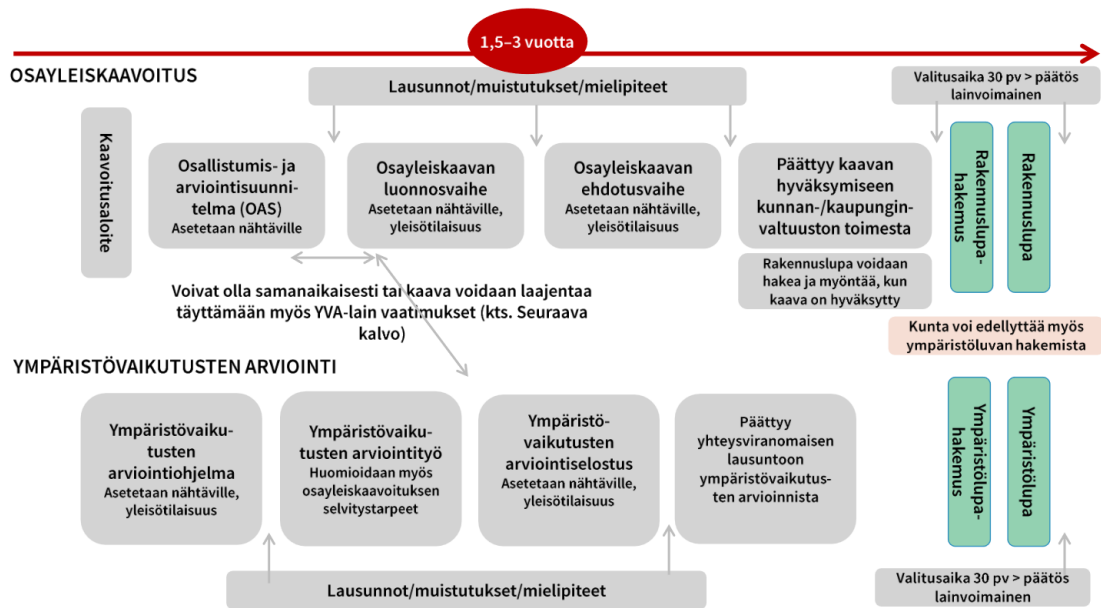 1,5–3 vuotta
OSAYLEISKAAVOITUS
Lausunnot/muistutukset/mielipiteet
Valitusaika 30 pv > päätös
lainvoimainen
Kaavoitusaloite
Osallistumis- ja
arviointisuunni-
telma (OAS)
Asetetaan nähtäville
Osayleiskaavan
luonnosvaihe
Asetetaan nähtäville,
yleisötilaisuus
Osayleiskaavan
ehdotusvaihe
Asetetaan nähtäville,
yleisötilaisuus
Päättyy kaavan
hyväksymiseen
kunnan-/kaupungin-
valtuuston toimesta
Rakennuslupa voidaan
hakea ja myöntää, kun
kaava on hyväksytty
Rakennuslupa-
hakemus
Rakennuslupa
Voivat olla samanaikaisesti tai kaava voidaan laajentaa
täyttämään myös YVA-lain vaatimukset (kts. Seuraava
kalvo)
Kunta voi edellyttää myös
ympäristöluvan hakemista
YMPÄRISTÖVAIKUTUSTEN ARVIOINTI
Ympäristövaiku-
tusten
arviointiohjelma
Asetetaan nähtäville,
yleisötilaisuus
Ympäristövaiku-
tusten arviointityö
Huomioidaan myös
osayleiskaavoituksen
selvitystarpeet
Ympäristö-
vaikutusten
arviointiselostus
Asetetaan nähtäville,
yleisötilaisuus
Päättyy
yhteysviranomaisen
lausuntoon
ympäristövaikutus-
ten arvioinnista
Ympäristölupa-
hakemus
Ympäristölupa
Lausunnot/muistutukset/mielipiteet
Valitusaika 30 pv > päätös
lainvoimainen